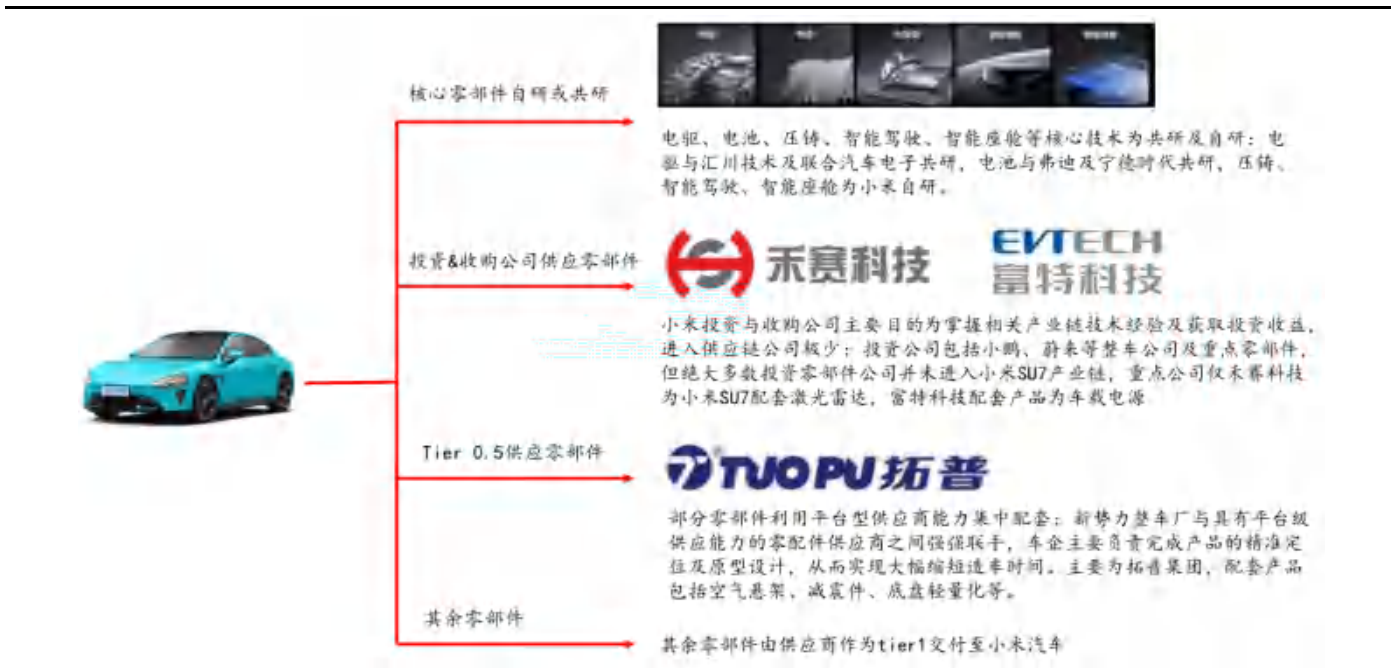 核心零部件自研或共研
电驱、电池、压铸、智能驾驶、智能座舱等核心技术为共研及自研：电
驱与汇川技术及联合汽车电子共研，电池与弗迪及宁德时代共研，压铸、
智能驾驶、智能座舱为小米自研。
投资&收购公司供应零部件
禾赛科技
EVTECH
富特科技
小米投资与收购公司主要目的为掌握相关产业链技术经验及获取投资收益，
进入供应链公司极少：投资公司包括小鹏、蔚来等整车公司及重点零部件，
但绝大多数投资零部件公司并未进入小米SU7产业链，重点公司仅禾赛科技
为小米SU7配套激光雷达，富特科技配套产品为车载电源
Tier 0.5供应零部件
TUOPU拓普
部分零部件利用平台型供应商能力集中配套：新势力整车厂与具有平台级
供应能力的零配件供应商之间强强联手，车企主要负责完成产品的精准定
位及原型设计，从而实现大幅缩短造车时间。主要为拓普集团，配套产品
包括空气悬架、减震件、底盘轻量化等。
其余零部件
其余零部件由供应商作为tier1交付至小米汽车